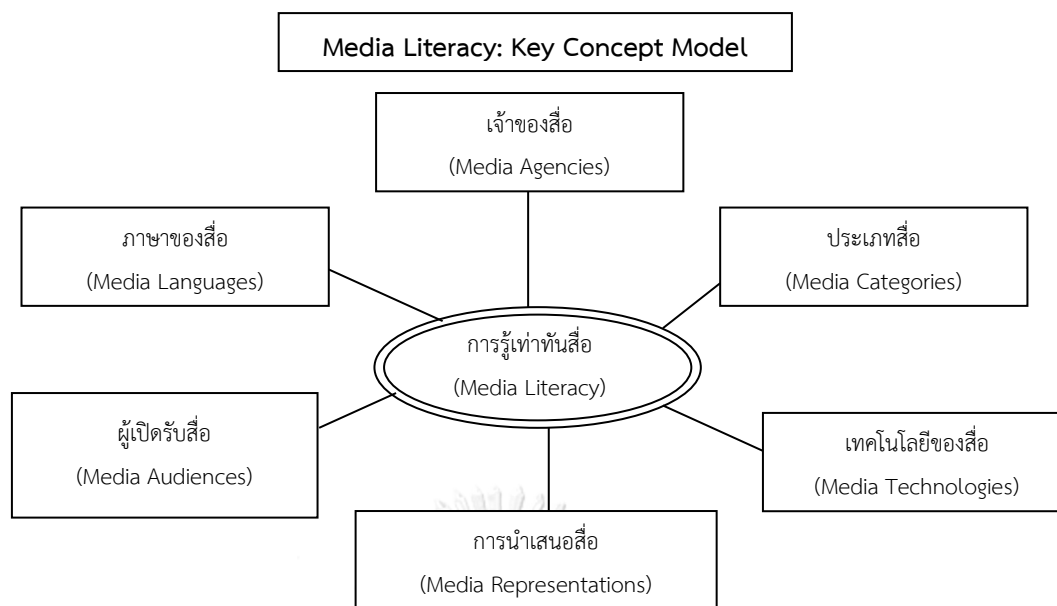 Media Literacy: Key Concept Model
เจ้าของสื่อ
(Media Agencies)
ภาษาของสื่อ
(Media Languages)
ประเภทสื่อ
(Media Categories)
การรู้เท่าทันสื่อ
(Media Literacy)
ผู้เปิดรับสื่อ
(Media Audiences)
เทคโนโลยีของสื่อ
(Media Technologies)
การนำเสนอสื่อ
(Media Representations)